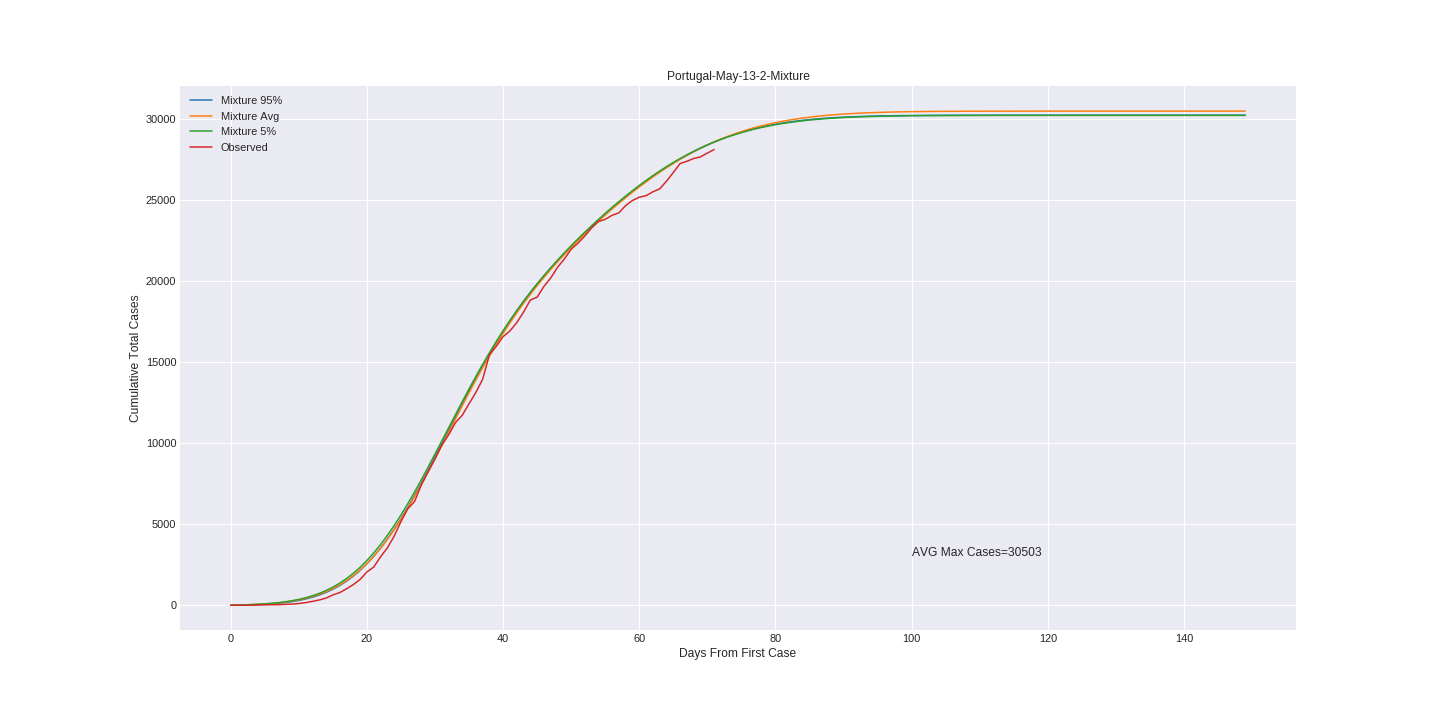 Portugal-May-13-2-Mixture
Mixture 95%
Mixture Avg
Mixture 5%
Observed
30000
25000
20000
15000
10000
5000
0
Cumulative Total Cases
AVG Max Cases=30503
0 20 40 60 80 100 120 140
Days From First Case